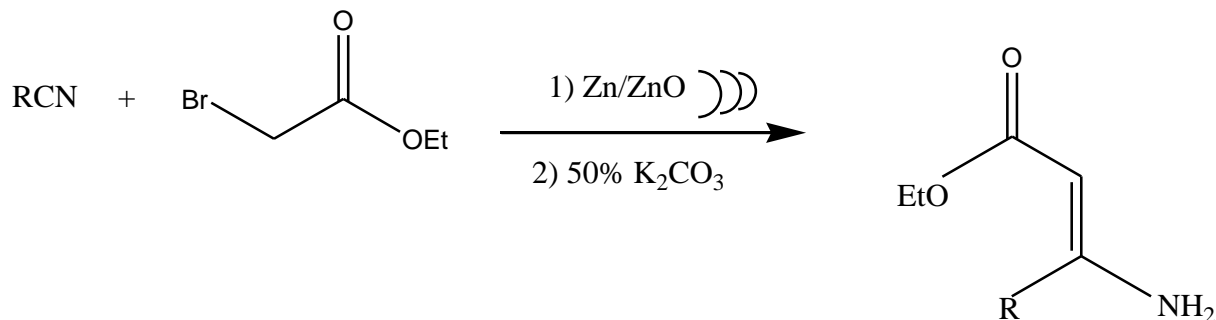 O
RCN + Br OEt
1) Zn/ZnO
2) 50% K₂CO₃
O
EtO
R NH₂